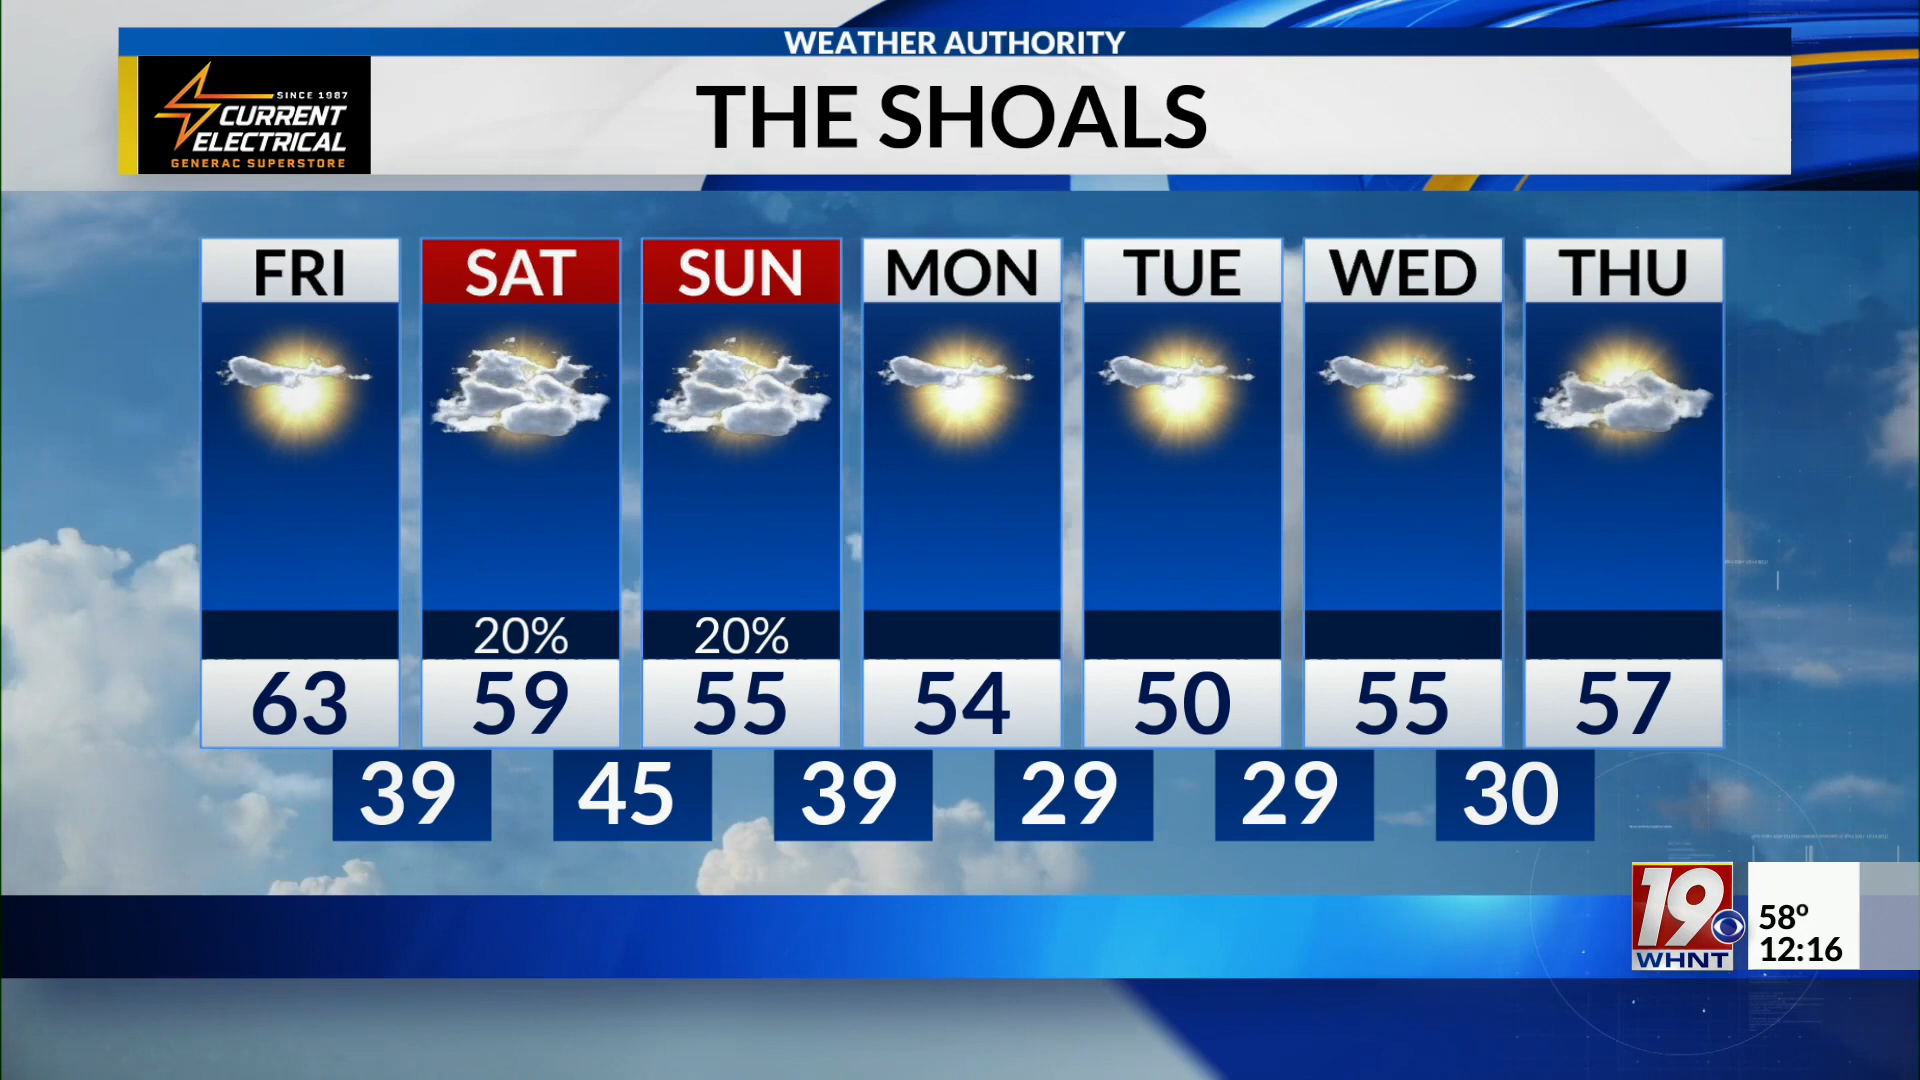 WEATHER AUTHORITY
SINCE 1987
CURRENT
ELECTRICAL
GENERAC SUPERSTORE
THE SHOALS
FRI SAT SUN MON TUE WED THU
20% 20%
63 59 55 54 50 55 57
39 45 39 29 29 30
19
WHNT
58º
12:16